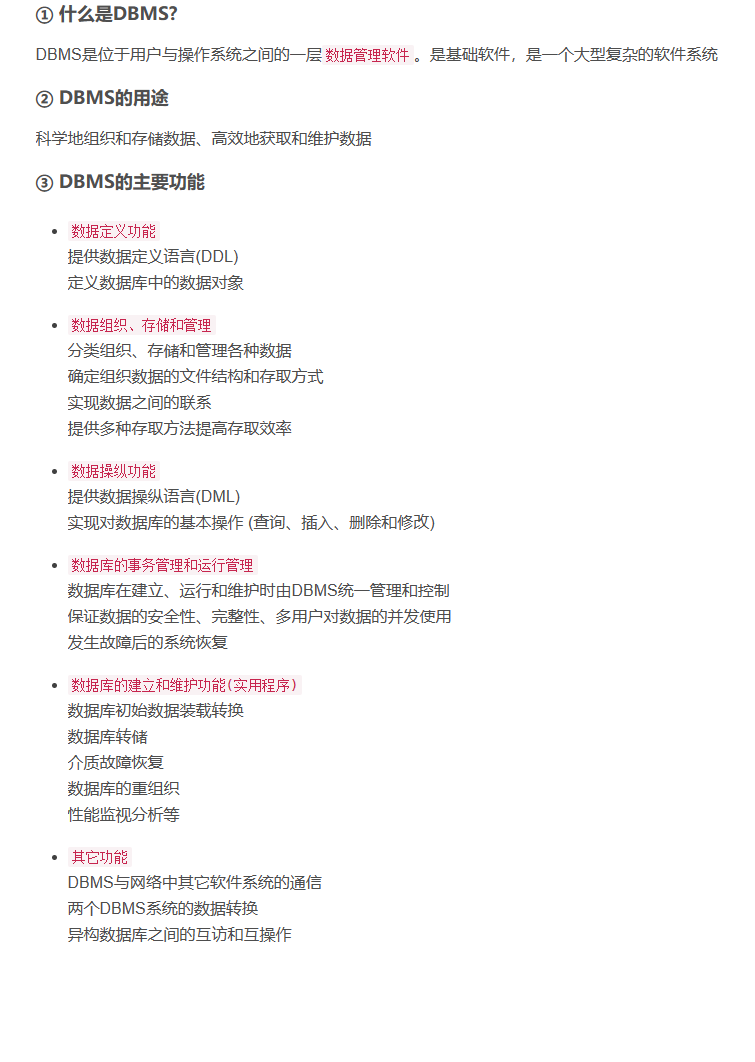 ① 什么是DBMS?
DBMS是位于用户与操作系统之间的一层 数据管理软件 。是基础软件，是一个大型复杂的软件系统
② DBMS的用途
科学地组织和存储数据、高效地获取和维护数据
③ DBMS的主要功能
• 数据定义功能
提供数据定义语言(DDL)
定义数据库中的数据对象
• 数据组织、存储和管理
分类组织、存储和管理各种数据
确定组织数据的文件结构和存取方式
实现数据之间的联系
提供多种存取方法提高存取效率
• 数据操纵功能
提供数据操纵语言(DML)
实现对数据库的基本操作 (查询、插入、删除和修改)
• 数据库的事务管理和运行管理
数据库在建立、运行和维护时由DBMS统一管理和控制
保证数据的安全性、完整性、多用户对数据的并发使用
发生故障后的系统恢复
• 数据库的建立和维护功能(实用程序)
数据库初始数据装载转换
数据库转储
介质故障恢复
数据库的重组织
性能监视分析等
• 其它功能
DBMS与网络中其它软件系统的通信
两个DBMS系统的数据转换
异构数据库之间的互访和互操作